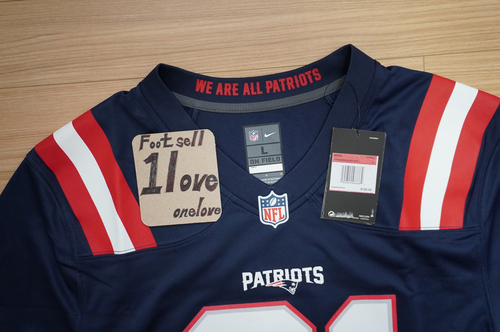 WE ARE ALL PATRIOTS
Foot sell
1love
onelove
NFL
L
ON FIELD
NFL
PATRIOTS